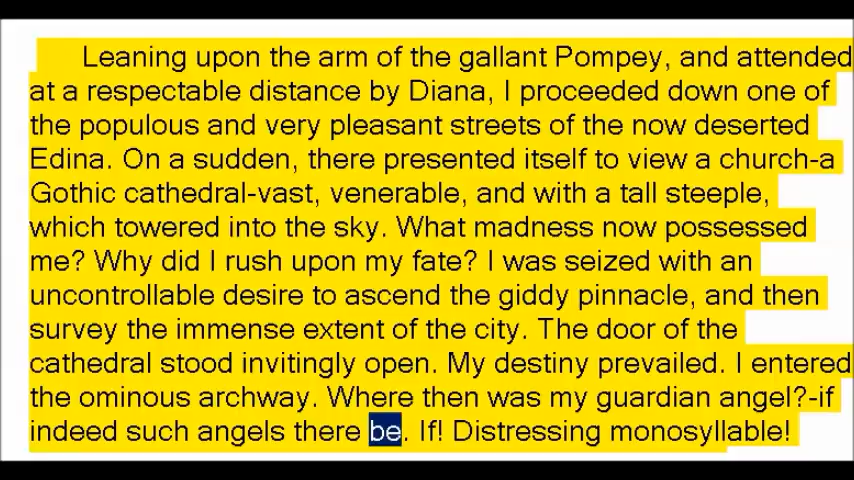 Leaning upon the arm of the gallant Pompey, and attended
at a respectable distance by Diana, I proceeded down one of
the populous and very pleasant streets of the now deserted
Edina. On a sudden, there presented itself to view a church-a
Gothic cathedral-vast, venerable, and with a tall steeple,
which towered into the sky. What madness now possessed
me? Why did I rush upon my fate? I was seized with an
uncontrollable desire to ascend the giddy pinnacle, and then
survey the immense extent of the city. The door of the
cathedral stood invitingly open. My destiny prevailed. I entered
the ominous archway. Where then was my guardian angel?-if
indeed such angels there be. If! Distressing monosyllable!